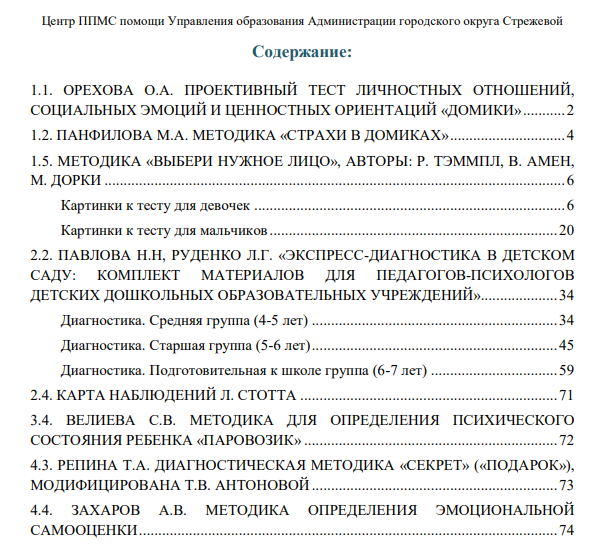 Центр ППМС помощи Управления образования Администрации городского округа Стрежевой
Содержание:
1.1. ОРЕХОВА О.А. ПРОЕКТИВНЫЙ ТЕСТ ЛИЧНОСТНЫХ ОТНОШЕНИЙ,
СОЦИАЛЬНЫХ ЭМОЦИЙ И ЦЕННОСТНЫХ ОРИЕНТАЦИЙ «ДОМИКИ»...........2
1.2. ПАНФИЛОВА М.А. МЕТОДИКА «СТРАХИ В ДОМИКАХ»..............................4
1.5. МЕТОДИКА «ВЫБЕРИ НУЖНОЕ ЛИЦО», АВТОРЫ: Р. ТЭММПЛ, В. АМЕН,
М. ДОРКИ ............................................................................................6
Картинки к тесту для девочек ..............................................................6
Картинки к тесту для мальчиков...........................................................20
2.2. ПАВЛОВА Н.Н, РУДЕНКО Л.Г. «ЭКСПРЕСС-ДИАГНОСТИКА В ДЕТСКОМ
САДУ: КОМПЛЕКТ МАТЕРИАЛОВ ДЛЯ ПЕДАГОГОВ-ПСИХОЛОГОВ
ДЕТСКИХ ДОШКОЛЬНЫХ ОБРАЗОВАТЕЛЬНЫХ УЧРЕЖДЕНИЙ»....................34
Диагностика. Средняя группа (4-5 лет) ..................................................34
Диагностика. Старшая группа (5-6 лет)..................................................45
Диагностика. Подготовительная к школе группа (6-7 лет) ..........................59
2.4. КАРТА НАБЛЮДЕНИЙ Л. СТОТТА ......................................................71
3.4. ВЕЛИЕВА С.В. МЕТОДИКА ДЛЯ ОПРЕДЕЛЕНИЯ ПСИХИЧЕСКОГО
СОСТОЯНИЯ РЕБЕНКА «ПАРОВОЗИК» ......................................................72
4.3. РЕПИНА Т.А. ДИАГНОСТИЧЕСКАЯ МЕТОДИКА «СЕКРЕТ» («ПОДАРОК»),
МОДИФИЦИРОВАНА Т.В. АНТОНОВОЙ ....................................................73
4.4. ЗАХАРОВ А.В. МЕТОДИКА ОПРЕДЕЛЕНИЯ ЭМОЦИОНАЛЬНОЙ
САМООЦЕНКИ........................................................................................74